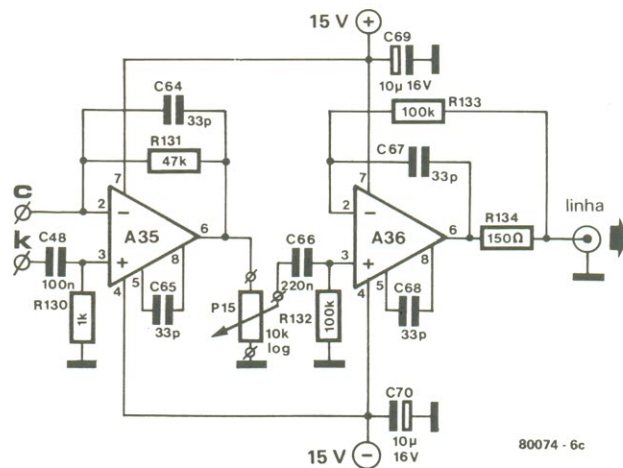 15 V
+
C69
10µ 16V
C64
33p
R131
47k
100k
R133
C67
33p
c
k
7
2
−
A35
6
3
+
4
5
8
C48
100n
R130
1k
C65
33p
P15
10k
log
C66
220n
R132
100k
7
2
−
A36
6
3
+
4
5
8
C68
33p
R134
150Ω
linha
C70
10µ
16V
15 V
−
80074 - 6c